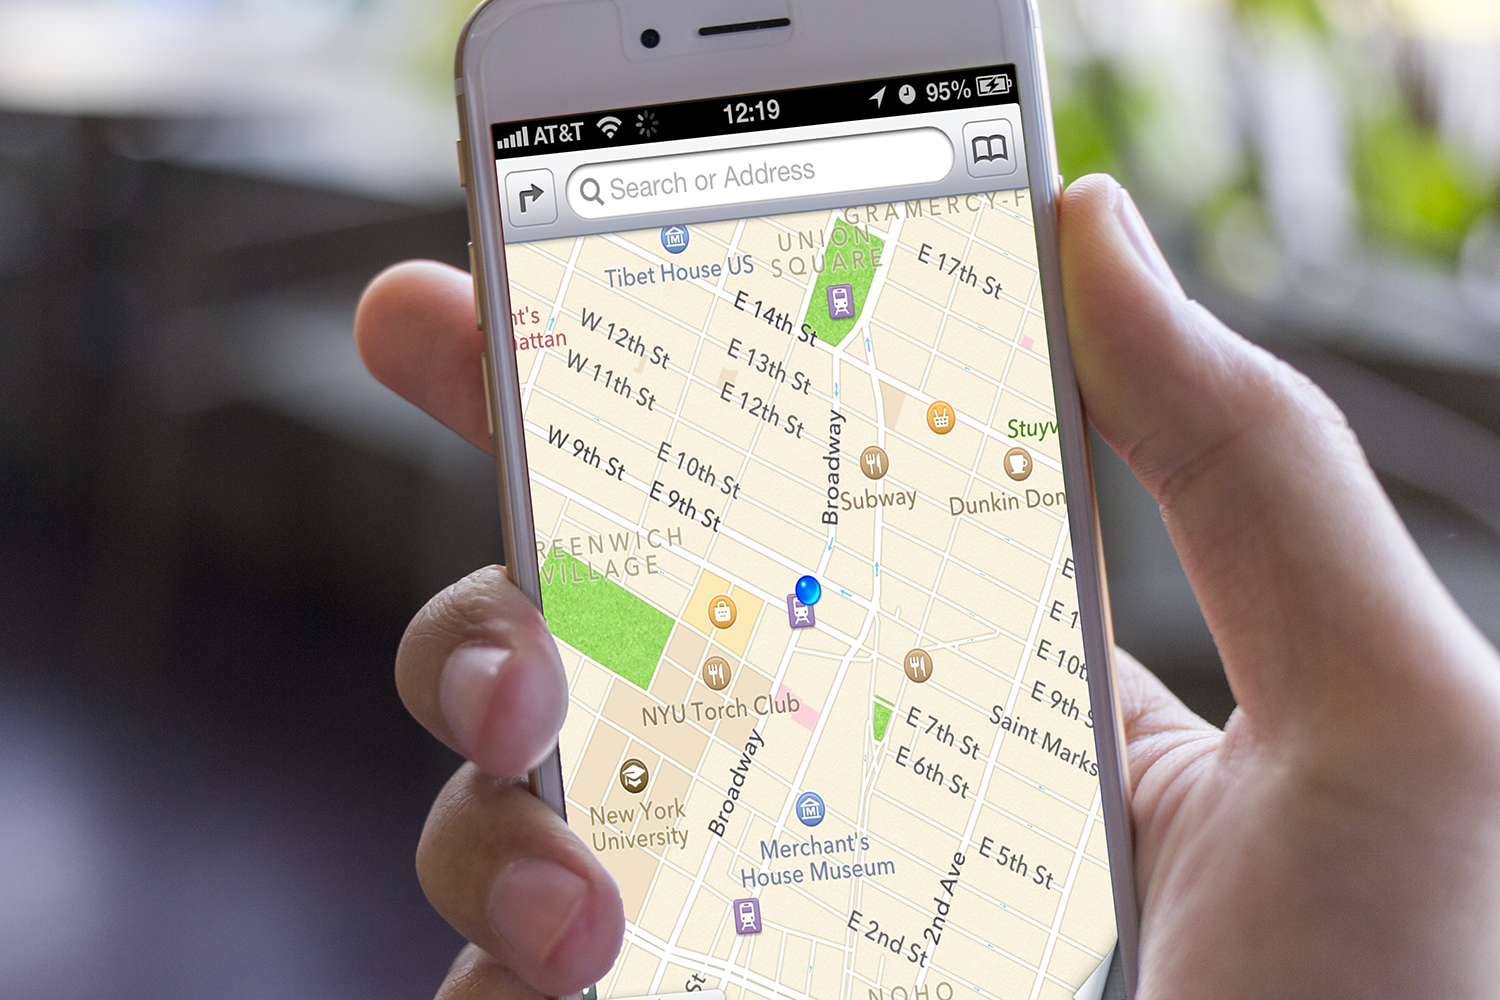 AT&T
12:19
95%
Search or Address
GRAMERCY-F
UNION
SQUARE
Tibet House US
E 17th St
E 14th St
nt's
hattan
W 12th St
E 13th St
W 11th St
E 12th St
Broadway
Stuyv
W 9th St
E 10th St
E 9th St
Subway
Dunkin Don
REENWICH
VILLAGE
E
E 1
E 10t
E 9th S
NYU Torch Club
E 7th St
Saint Marks
E 6th St
Broadway
New York
University
Merchant's
House Museum
E 5th St
2nd Ave
E 2nd St
St
NOHO